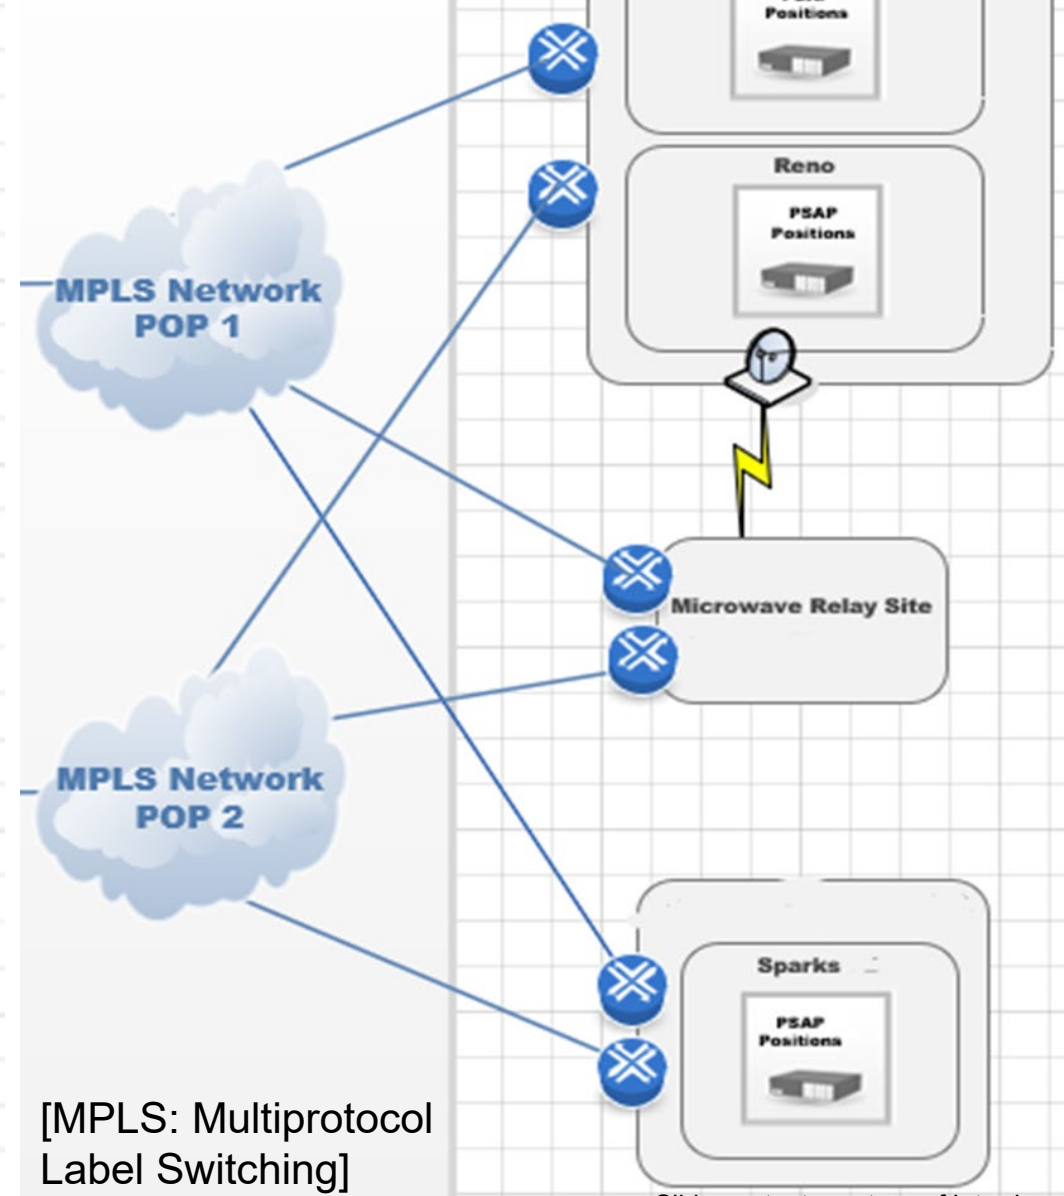 Positions
Reno
PSAP
Positions
MPLS Network
POP 1
Microwave Relay Site
MPLS Network
POP 2
Sparks
PSAP
Positions
[MPLS: Multiprotocol
Label Switching]